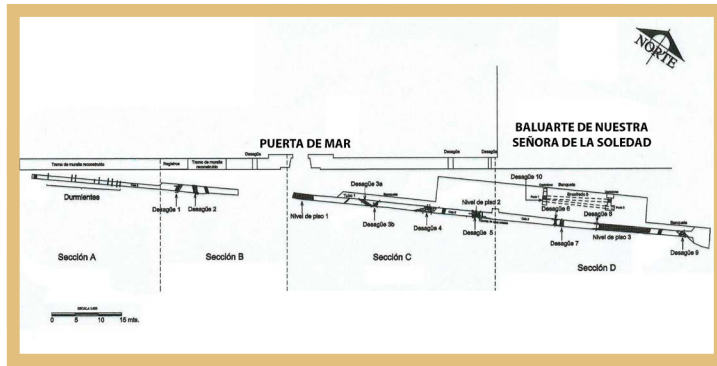 NORTE
PUERTA DE MAR
BALUARTE DE NUESTRA
SEÑORA DE LA SOLEDAD
Desagüe
Desagüe
Desagüe
Tramo de muralla reconstruido
Registros
Tramo de muralla
reconstruido
Desagüe 10
Banqueta
Desagüe 3a
Banqueta
Desagüe 6
Desagüe 8
Nivel de piso 2
Banqueta
Durmientes
Desagüe 1
Desagüe 2
Nivel de piso 1
Desagüe 3b
Desagüe 4
Desagüe 5
Desagüe 7
Nivel de piso 3
Desagüe 9
Sección A
Sección B
Sección C
Sección D
0 5 10 15 mts.